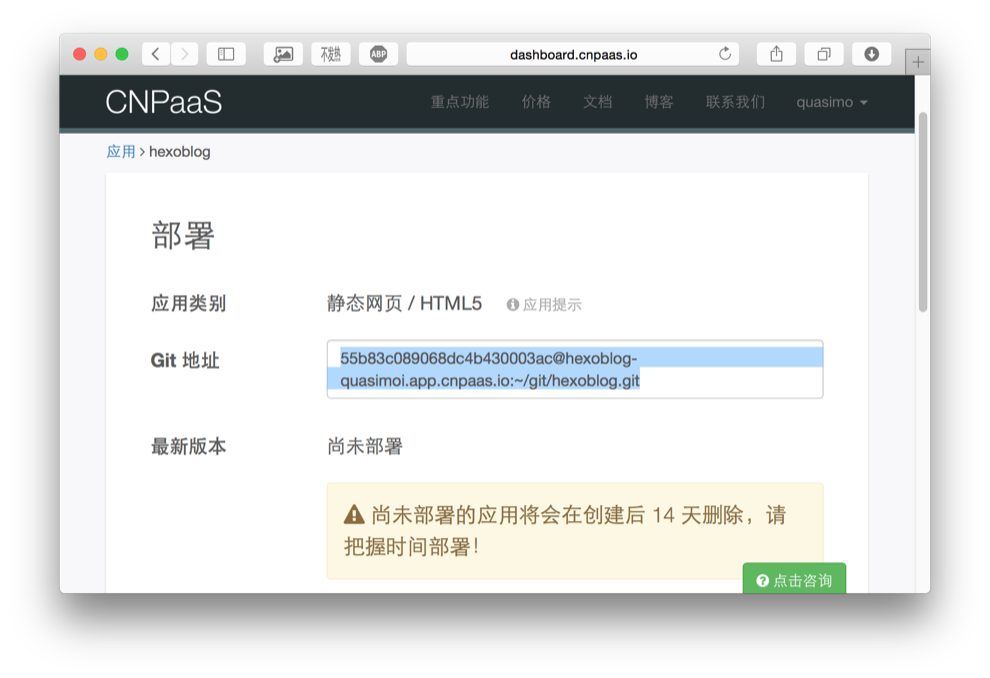 不发热
ABP
dashboard.cnpaas.io
CNPaaS
重点功能 价格 文档 博客 联系我们 quasimo
应用 > hexoblog
部署
应用类别 静态网页 / HTML5 应用提示
Git 地址 55b83c089068dc4b430003ac@hexoblog-
quasimoi.app.cnpaas.io:~/git/hexoblog.git
最新版本 尚未部署
尚未部署的应用将会在创建后 14 天删除，请
把握时间部署！
点击咨询